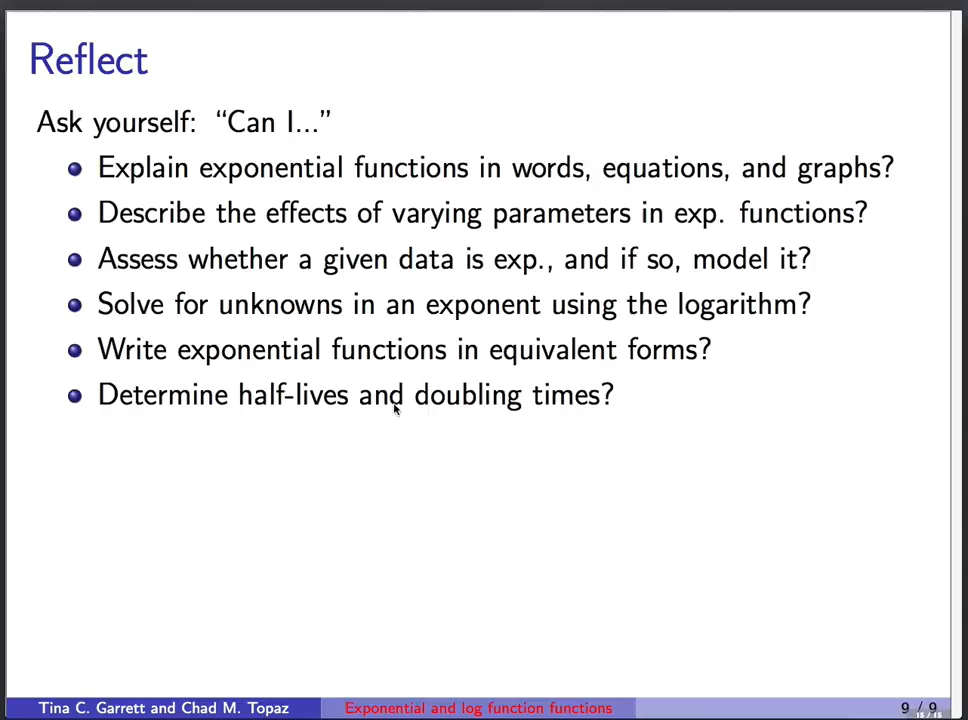 Reflect
Ask yourself: “Can I...”
Explain exponential functions in words, equations, and graphs?
Describe the effects of varying parameters in exp. functions?
Assess whether a given data is exp., and if so, model it?
Solve for unknowns in an exponent using the logarithm?
Write exponential functions in equivalent forms?
Determine half-lives and doubling times?
Tina C. Garrett and Chad M. Topaz Exponential and log function functions 9 / 9
15 / 15